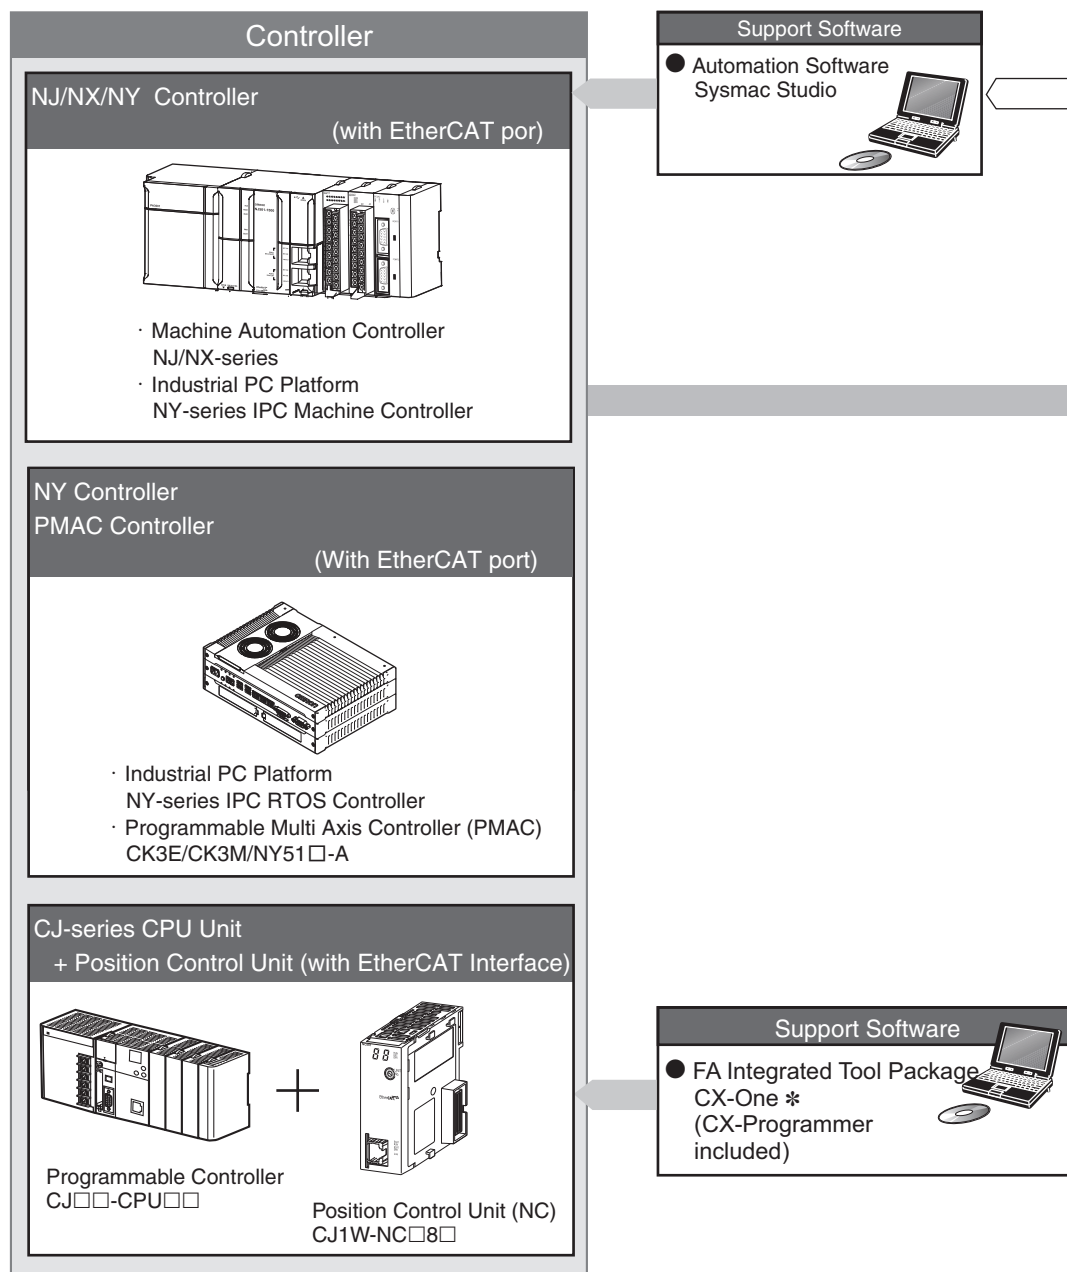 Controller
NJ/NX/NY Controller
(with EtherCAT por)
· Machine Automation Controller
NJ/NX-series
· Industrial PC Platform
NY-series IPC Machine Controller
NY Controller
PMAC Controller
(With EtherCAT port)
· Industrial PC Platform
NY-series IPC RTOS Controller
· Programmable Multi Axis Controller (PMAC)
CK3E/CK3M/NY51□-A
CJ-series CPU Unit
+ Position Control Unit (with EtherCAT Interface)
Programmable Controller
CJ□□-CPU□□
Position Control Unit (NC)
CJ1W-NC□8□
Support Software
● Automation Software
Sysmac Studio
Support Software
● FA Integrated Tool Package
CX-One ✻
(CX-Programmer
included)